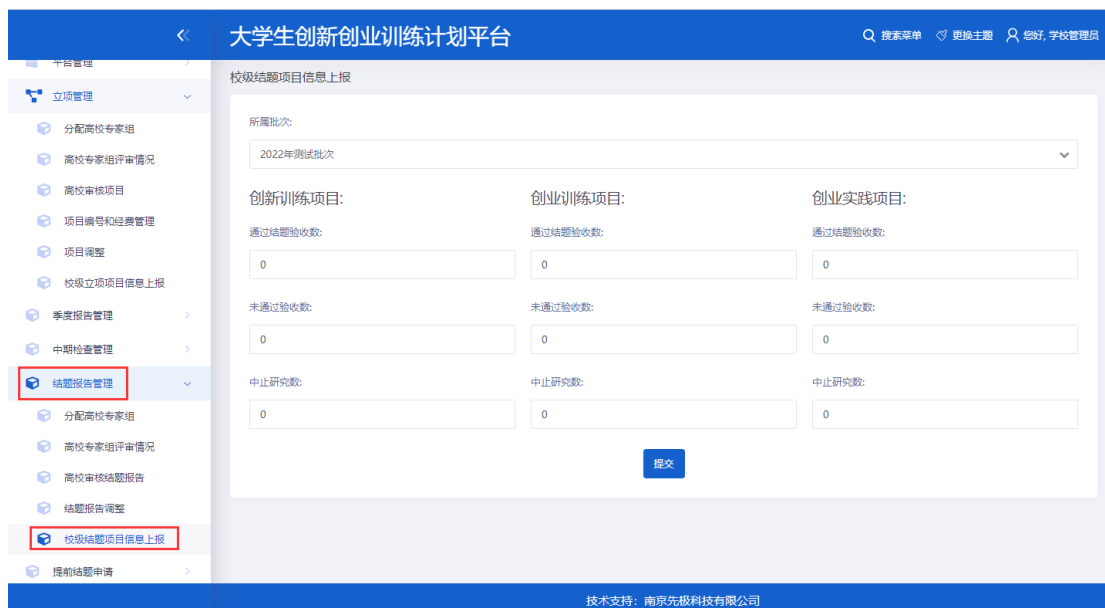 大学生创新创业训练计划平台
搜索菜单 更换主题 您好, 学校管理员
平台管理
立项管理
分配高校专家组
高校专家组评审情况
高校审核项目
项目编号和经费管理
项目调整
校级立项项目信息上报
季度报告管理
中期检查管理
结题报告管理
分配高校专家组
高校专家组评审情况
高校审核结题报告
结题报告调整
校级结题项目信息上报
提前结题申请
校级结题项目信息上报
所属批次:
2022年测试批次
创新训练项目: 创业训练项目: 创业实践项目:
通过结题验收数: 通过结题验收数: 通过结题验收数:
0 0 0
未通过验收数: 未通过验收数: 未通过验收数:
0 0 0
中止研究数: 中止研究数: 中止研究数:
0 0 0
提交
技术支持：南京先极科技有限公司